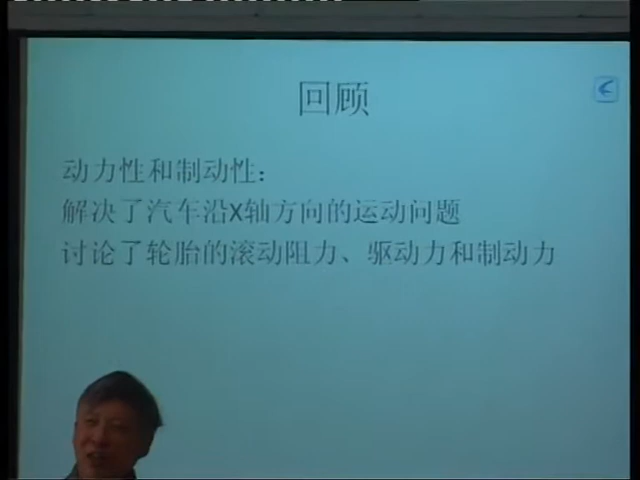 回顾
动力性和制动性：
解决了汽车沿X轴方向的运动问题
讨论了轮胎的滚动阻力、驱动力和制动力